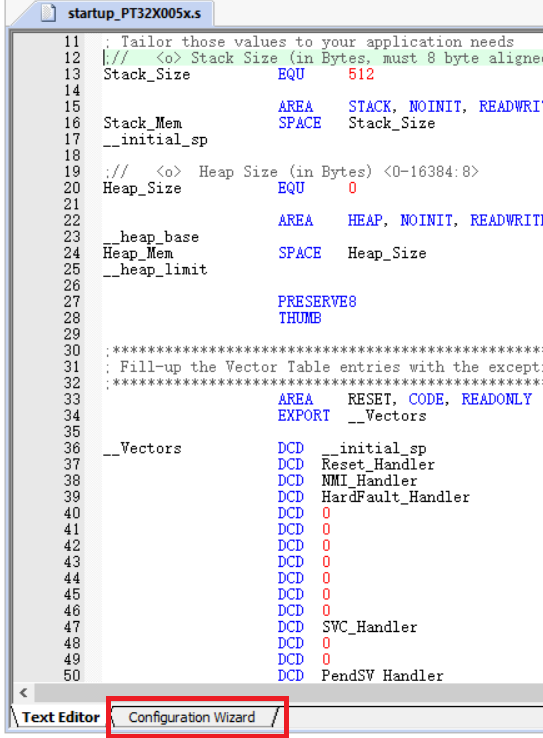 startup_PT32X005x.s
11 ; Tailor those values to your application needs
12 ;// <o> Stack Size (in Bytes, must 8 byte aligned
13 Stack_Size EQU 512
14
15 AREA STACK, NOINIT, READWRI
16 Stack_Mem SPACE Stack_Size
17 __initial_sp
18
19 ;// <o> Heap Size (in Bytes) <0-16384:8>
20 Heap_Size EQU 0
21
22 AREA HEAP, NOINIT, READWRITE
23 __heap_base
24 Heap_Mem SPACE Heap_Size
25 __heap_limit
26
27 PRESERVE8
28 THUMB
29
30 ;**************************************************
31 ; Fill-up the Vector Table entries with the excepti
32 ;**************************************************
33 AREA RESET, CODE, READONLY
34 EXPORT __Vectors
35
36 __Vectors DCD __initial_sp
37 DCD Reset_Handler
38 DCD NMI_Handler
39 DCD HardFault_Handler
40 DCD 0
41 DCD 0
42 DCD 0
43 DCD 0
44 DCD 0
45 DCD 0
46 DCD 0
47 DCD SVC_Handler
48 DCD 0
49 DCD 0
50 DCD PendSV_Handler
Text Editor Configuration Wizard